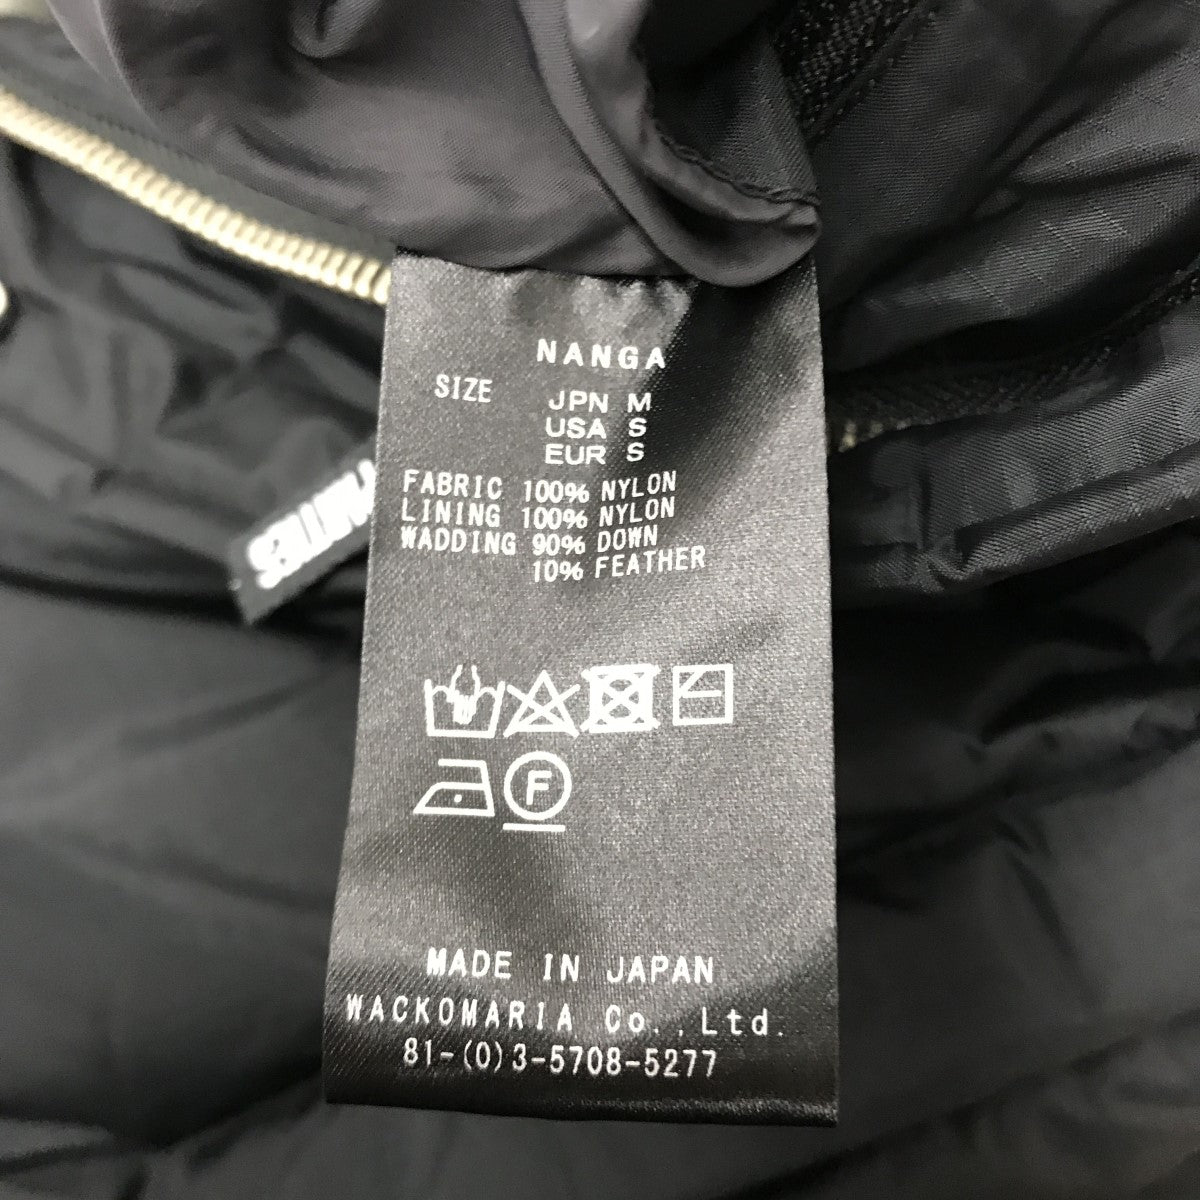 NANGA
SIZE JPN M
USA S
EUR S
FABRIC 100% NYLON
LINING 100% NYLON
WADDING 90% DOWN
10% FEATHER
F
MADE IN JAPAN
WACKOMARIA Co.,Ltd.
81-(0)3-5708-5277